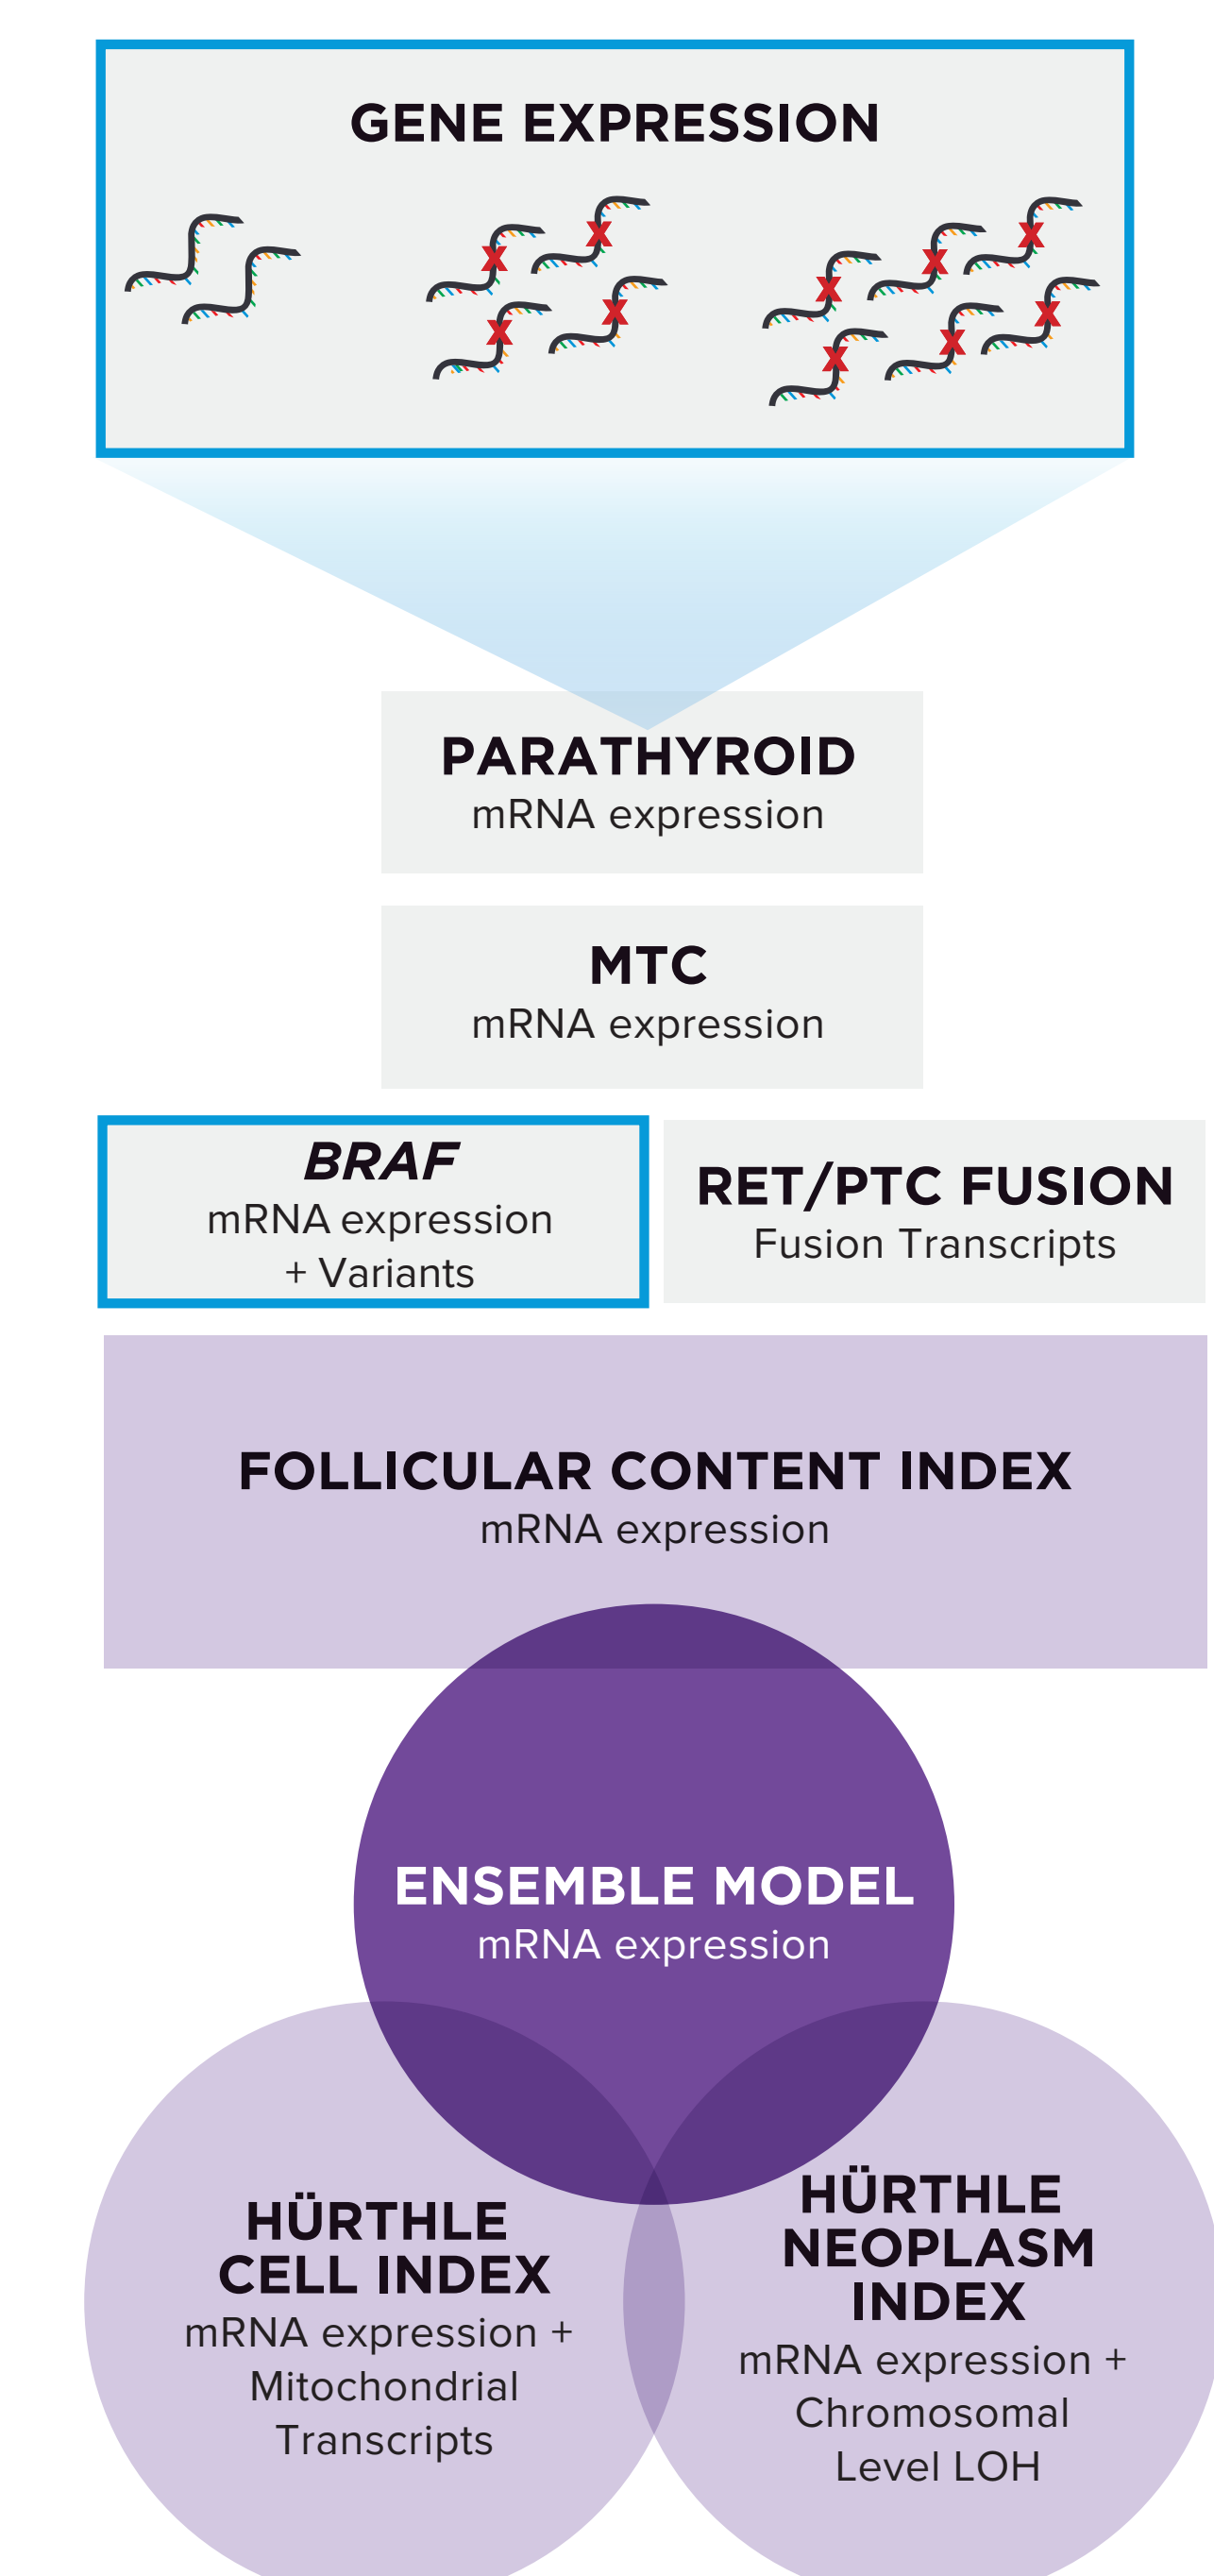 GENE EXPRESSION
PARATHYROID
mRNA expression
MTC
mRNA expression
BRAF
mRNA expression
+ Variants
RET/PTC FUSION
Fusion Transcripts
FOLLICULAR CONTENT INDEX
mRNA expression
ENSEMBLE MODEL
mRNA expression
HÜRTHLE
CELL INDEX
mRNA expression +
Mitochondrial
Transcripts
HÜRTHLE
NEOPLASM
INDEX
mRNA expression +
Chromosomal
Level LOH